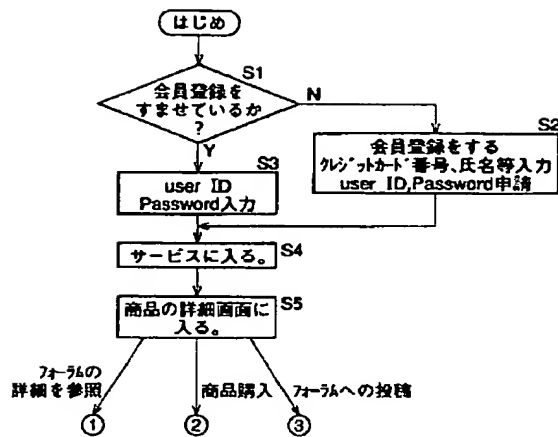 はじめ
S1
会員登録を
すませているか
?
N
Y
S2
会員登録をする
クレジットカード番号、氏名等入力
user ID,Password申請
S3
user ID
Password入力
S4
サービスに入る。
S5
商品の詳細画面に
入る。
フォーラムの
詳細を参照
商品購入
フォーラムへの投稿
①
②
③